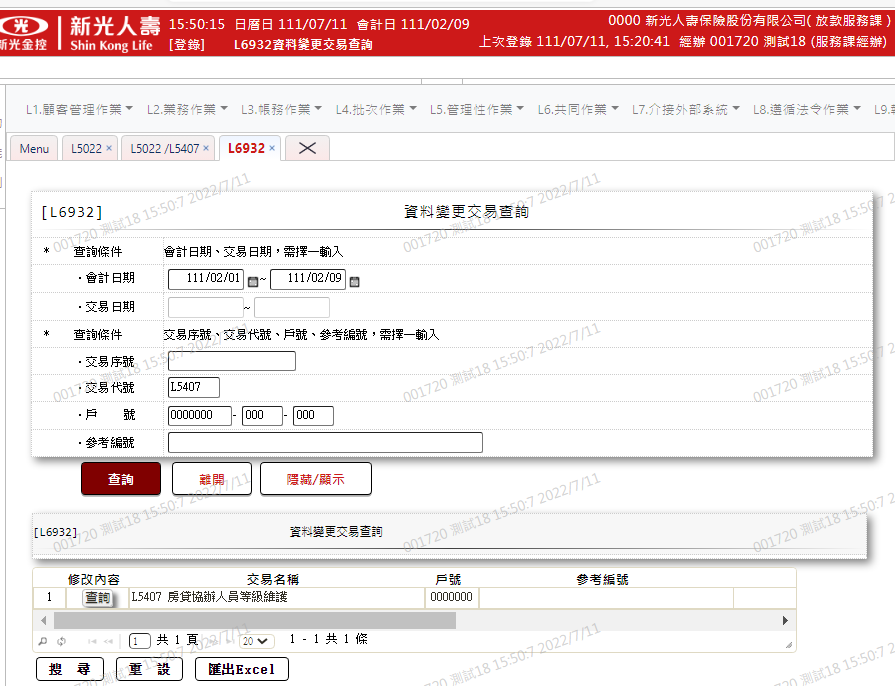 新光金控 新光人壽 Shin Kong Life
15:50:15 日曆日 111/07/11 會計日 111/02/09
[登錄] L6932資料變更交易查詢
0000 新光人壽保險股份有限公司( 放款服務課 )
上次登錄 111/07/11, 15:20:41 經辦 001720 測試18 (服務課經辦)
L1.顧客管理作業 L2.業務作業 L3.帳務作業 L4.批次作業 L5.管理性作業 L6.共同作業 L7.介接外部系統 L8.遵循法令作業 L9.
Menu L5022 × L5022 /L5407 × L6932 ×
[L6932] 資料變更交易查詢
* 查詢條件 會計日期、交易日期，需擇一輸入
・會計日期 111/02/01 ~ 111/02/09
・交易日期 ~
* 查詢條件 交易序號、交易代號、戶號、參考編號，需擇一輸入
・交易序號
・交易代號 L5407
・戶 號 0000000 - 000 - 000
・參考編號
查詢 離開 隱藏/顯示
[L6932] 資料變更交易查詢
修改內容 交易名稱 戶號 參考編號
1 查詢 L5407 房貸協辦人員等級維護 0000000
1 共 1 頁 20 1 - 1 共 1 條
搜 尋 重 設 匯出Excel
001720 測試18 15:50:7 2022/7/11